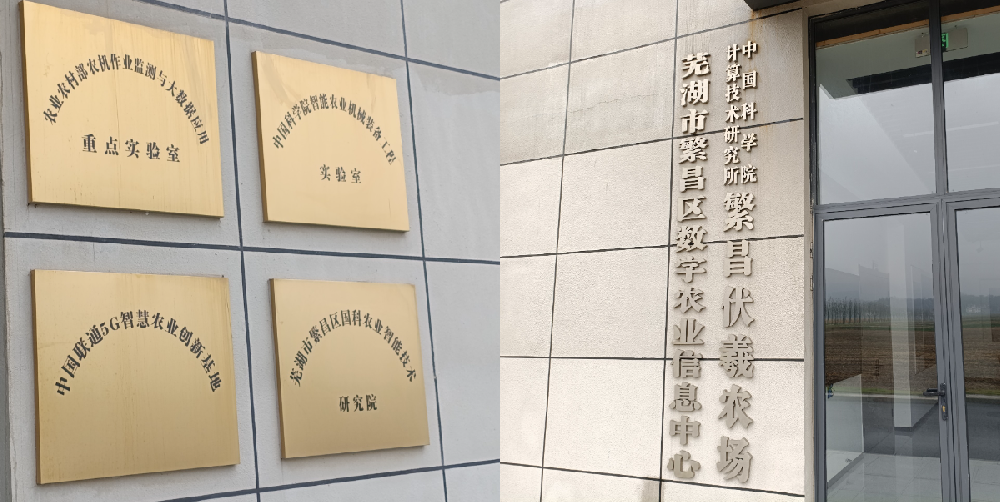 农业农村部农机作业监测与大数据应用
重点实验室
中国科学院智能农业机械装备工程
实验室
中国联通5G智慧农业创新基地
芜湖市繁昌区国科农业智能技术
研究院
中国科学院
计算技术研究所
繁昌伏羲农场
芜湖市繁昌区数字农业信息中心